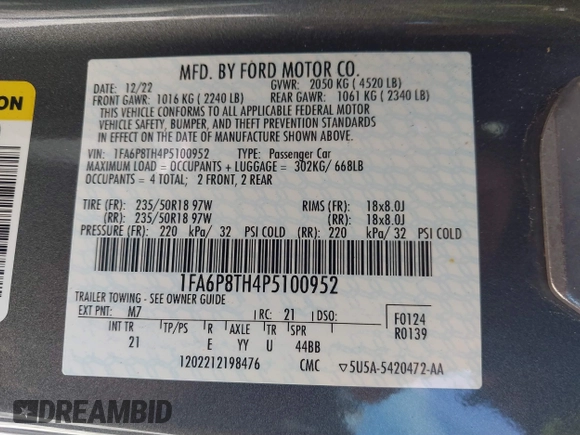 MFD. BY FORD MOTOR CO.
DATE: 12/22 GVWR: 2050 KG (4520 LB)
FRONT GAWR: 1016 KG (2240 LB) REAR GAWR: 1061 KG (2340 LB)
THIS VEHICLE CONFORMS TO ALL APPLICABLE FEDERAL MOTOR
VEHICLE SAFETY, BUMPER, AND THEFT PREVENTION STANDARDS
IN EFFECT ON THE DATE OF MANUFACTURE SHOWN ABOVE.
VIN: 1FA6P8TH4P5100952 TYPE: Passenger Car
MAXIMUM LOAD = OCCUPANTS + LUGGAGE = 302KG/ 668LB
OCCUPANTS = 4 TOTAL; 2 FRONT, 2 REAR
TIRE (FR): 235/50R18 97W RIMS (FR): 18x8.0J
(RR): 235/50R18 97W (RR): 18x8.0J
PRESSURE (FR): 220 kPa/ 32 PSI COLD (RR): 220 kPa/ 32 PSI COLD
1FA6P8TH4P5100952
TRAILER TOWING - SEE OWNER GUIDE
EXT PNT: M7 RC: 21 DSO: F0124
R0139
INT TR TP/PS R AXLE TR SPR
21 E YY U 44BB
1202212198476 CMC 5U5A-5420472-AA
ION
DREAMBID